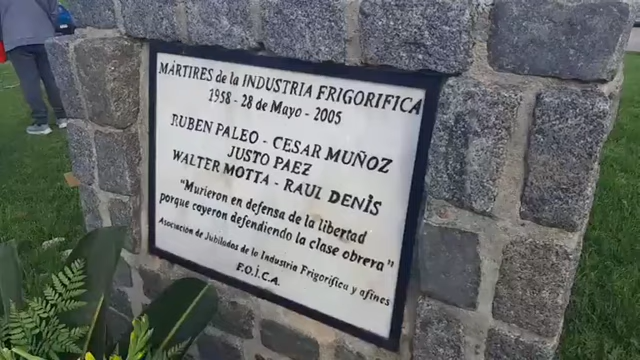 MÁRTIRES de la INDUSTRIA FRIGORIFICA
1958 - 28 de Mayo - 2005
RUBEN PALEO - CESAR MUÑOZ
JUSTO PAEZ
WALTER MOTTA - RAUL DENÍS
"Murieron en defensa de la libertad
porque cayeron defendiendo la clase obrera"
Asociación de Jubilados de la Industria Frigorífica y afines
F.O.I.C.A.